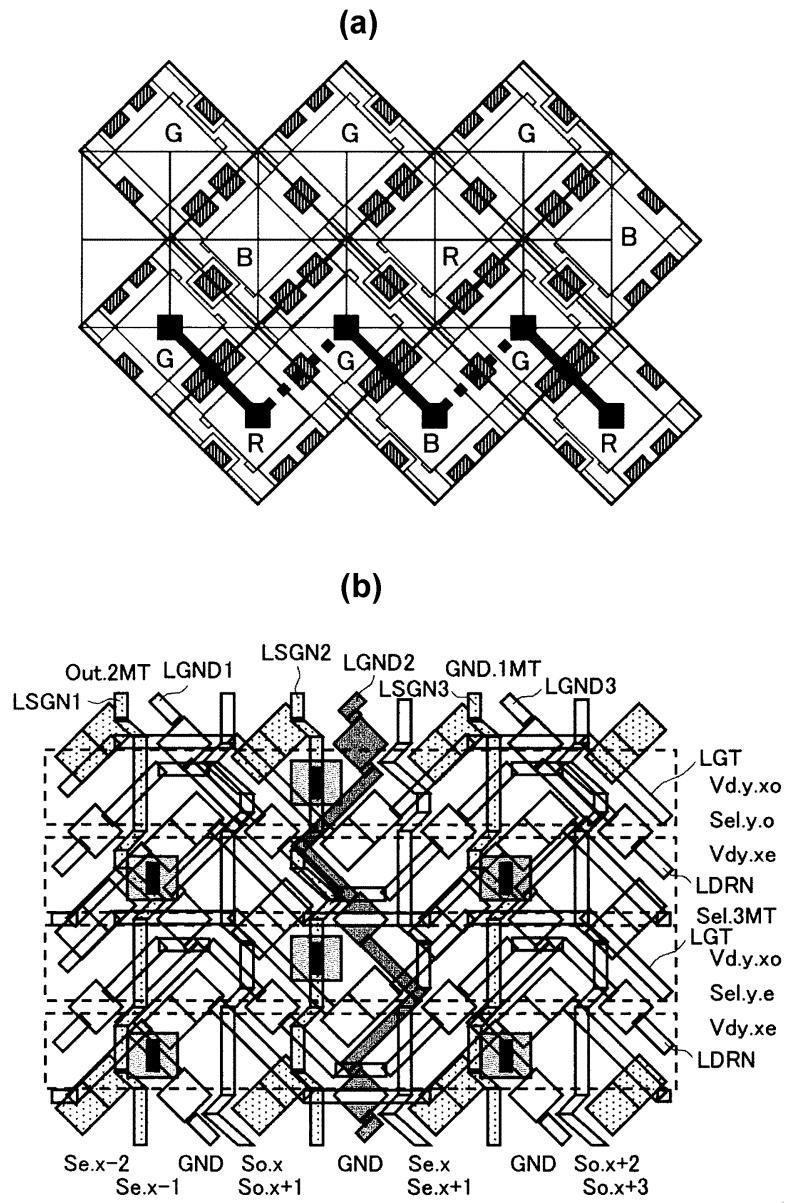 (a)
G G G
B R B
G G G
R B R
(b)
LSGN2
LGND2
Out.2MT LGND1 GND.1MT
LSGN1 LSGN3 LGND3
LGT
Vd.y.xo
Sel.y.o
Vdy.xe
LDRN
Sel.3MT
LGT
Vd.y.xo
Sel.y.e
Vdy.xe
LDRN
Se.x-2 GND So.x GND Se.x GND So.x+2
Se.x-1 So.x+1 Se.x+1 So.x+3